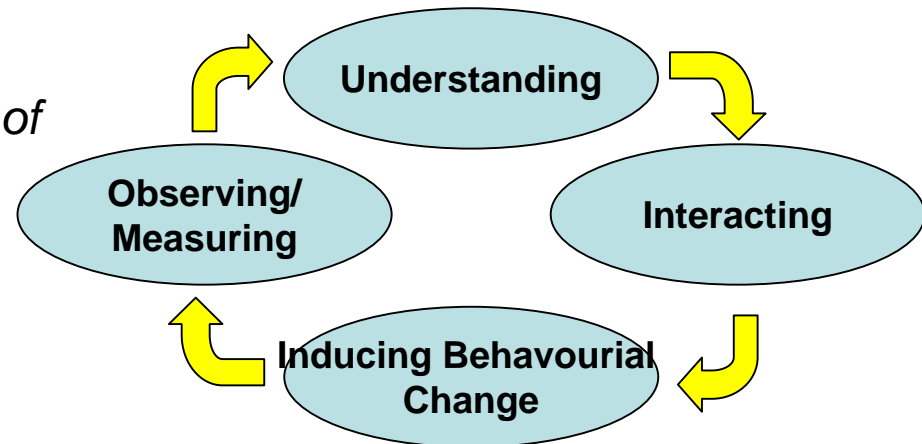 Understanding
of
Observing/
Measuring
Interacting
Inducing Behavourial
Change